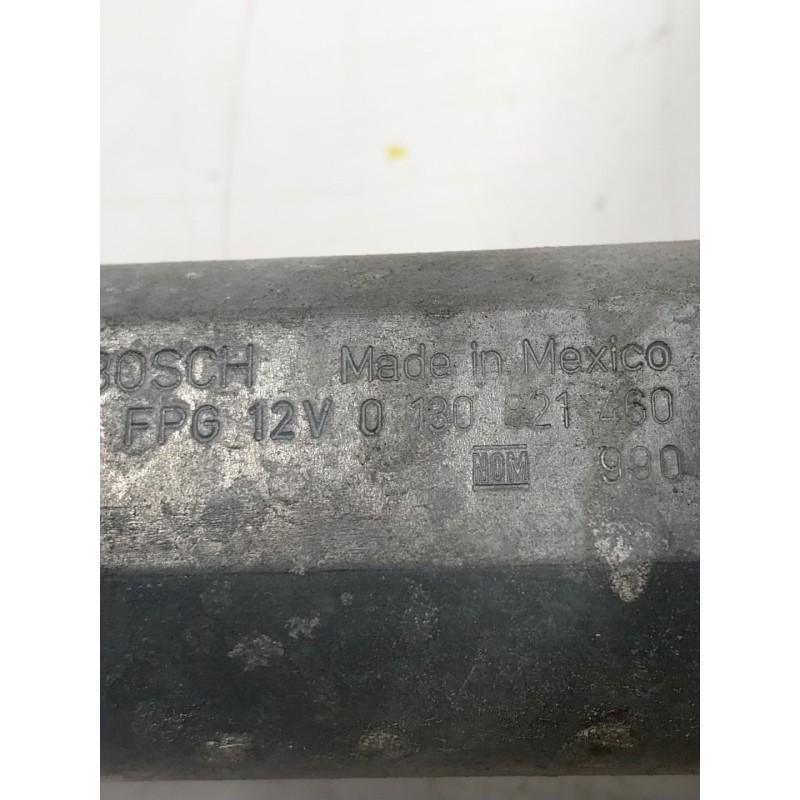 BOSCH Made in Mexico
FPG 12V 0 130 821 460
NOM 990